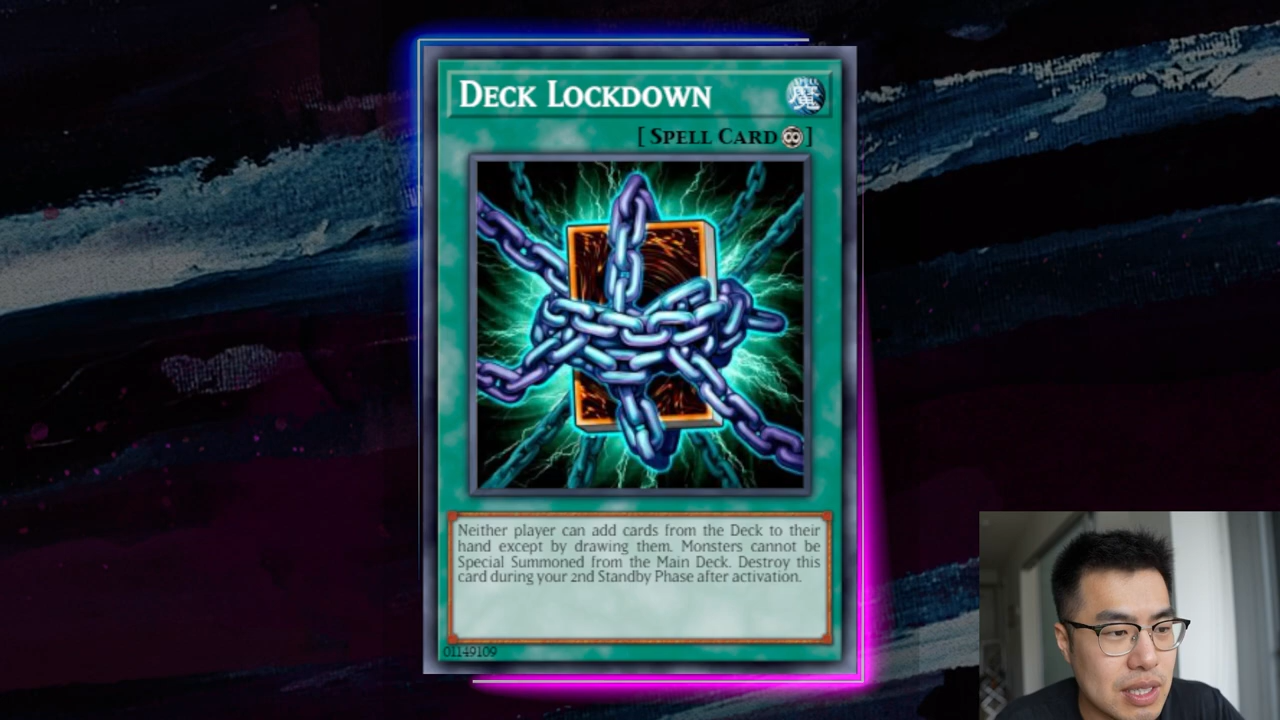 DECK LOCKDOWN
魔
[ SPELL CARD ]
Neither player can add cards from the Deck to their
hand except by drawing them. Monsters cannot be
Special Summoned from the Main Deck. Destroy this
card during your 2nd Standby Phase after activation.
01149109